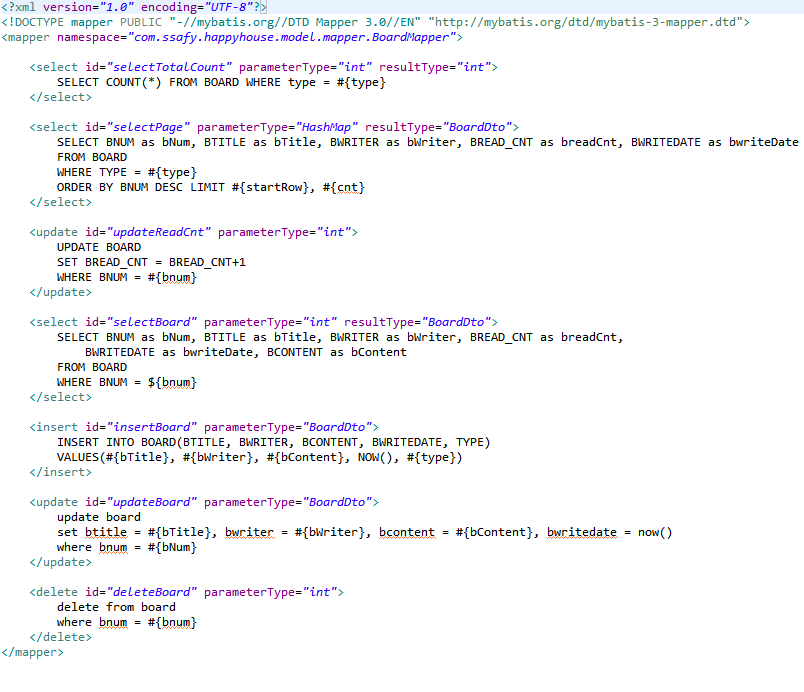 <?xml version="1.0" encoding="UTF-8"?>
<!DOCTYPE mapper PUBLIC "-//mybatis.org//DTD Mapper 3.0//EN" "http://mybatis.org/dtd/mybatis-3-mapper.dtd">
<mapper namespace="com.ssafy.happyhouse.model.mapper.BoardMapper">
<select id="selectTotalCount" parameterType="int" resultType="int">
SELECT COUNT(*) FROM BOARD WHERE type = #{type}
</select>
<select id="selectPage" parameterType="HashMap" resultType="BoardDto">
SELECT BNUM as bNum, BTITLE as bTitle, BWRITER as bWriter, BREAD_CNT as breadCnt, BWRITEDATE as bwriteDate
FROM BOARD
WHERE TYPE = #{type}
ORDER BY BNUM DESC LIMIT #{startRow}, #{cnt}
</select>
<update id="updateReadCnt" parameterType="int">
UPDATE BOARD
SET BREAD_CNT = BREAD_CNT+1
WHERE BNUM = #{bnum}
</update>
<select id="selectBoard" parameterType="int" resultType="BoardDto">
SELECT BNUM as bNum, BTITLE as bTitle, BWRITER as bWriter, BREAD_CNT as breadCnt,
BWRITEDATE as bwriteDate, BCONTENT as bContent
FROM BOARD
WHERE BNUM = ${bnum}
</select>
<insert id="insertBoard" parameterType="BoardDto">
INSERT INTO BOARD(BTITLE, BWRITER, BCONTENT, BWRITEDATE, TYPE)
VALUES(#{bTitle}, #{bWriter}, #{bContent}, NOW(), #{type})
</insert>
<update id="updateBoard" parameterType="BoardDto">
update board
set btitle = #{bTitle}, bwriter = #{bWriter}, bcontent = #{bContent}, bwritedate = now()
where bnum = #{bNum}
</update>
<delete id="deleteBoard" parameterType="int">
delete from board
where bnum = #{bnum}
</delete>
</mapper>